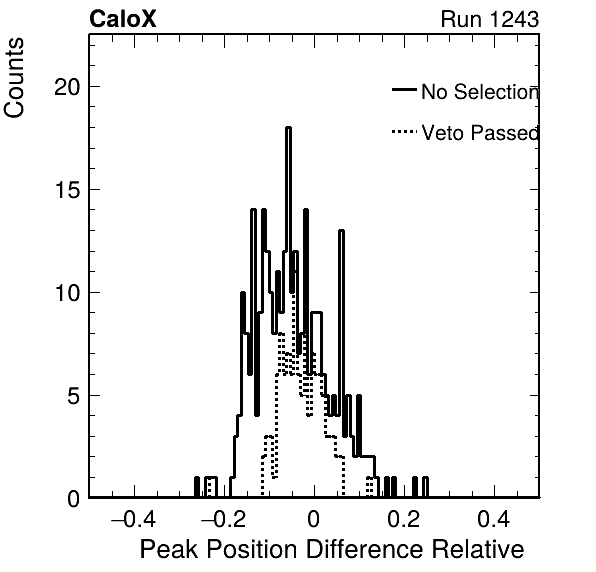 CaloX Run 1243
Counts
No Selection
Veto Passed
20
15
10
5
0
−0.4 −0.2 0 0.2 0.4
Peak Position Difference Relative